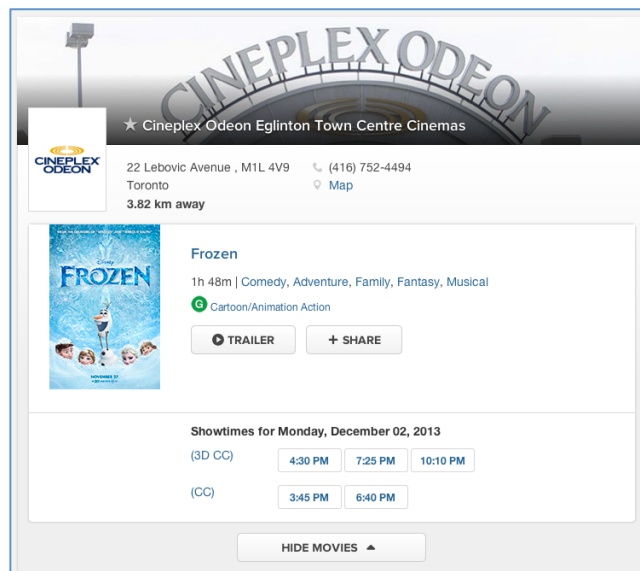 CINEPLEX ODEON
★ Cineplex Odeon Eglinton Town Centre Cinemas
CINEPLEX
ODEON
22 Lebovic Avenue , M1L 4V9
(416) 752-4494
Toronto
Map
3.82 km away
Disney
FROZEN
NOVEMBER 27
Frozen
1h 48m | Comedy, Adventure, Family, Fantasy, Musical
G Cartoon/Animation Action
TRAILER
+ SHARE
Showtimes for Monday, December 02, 2013
(3D CC) 4:30 PM 7:25 PM 10:10 PM
(CC) 3:45 PM 6:40 PM
HIDE MOVIES